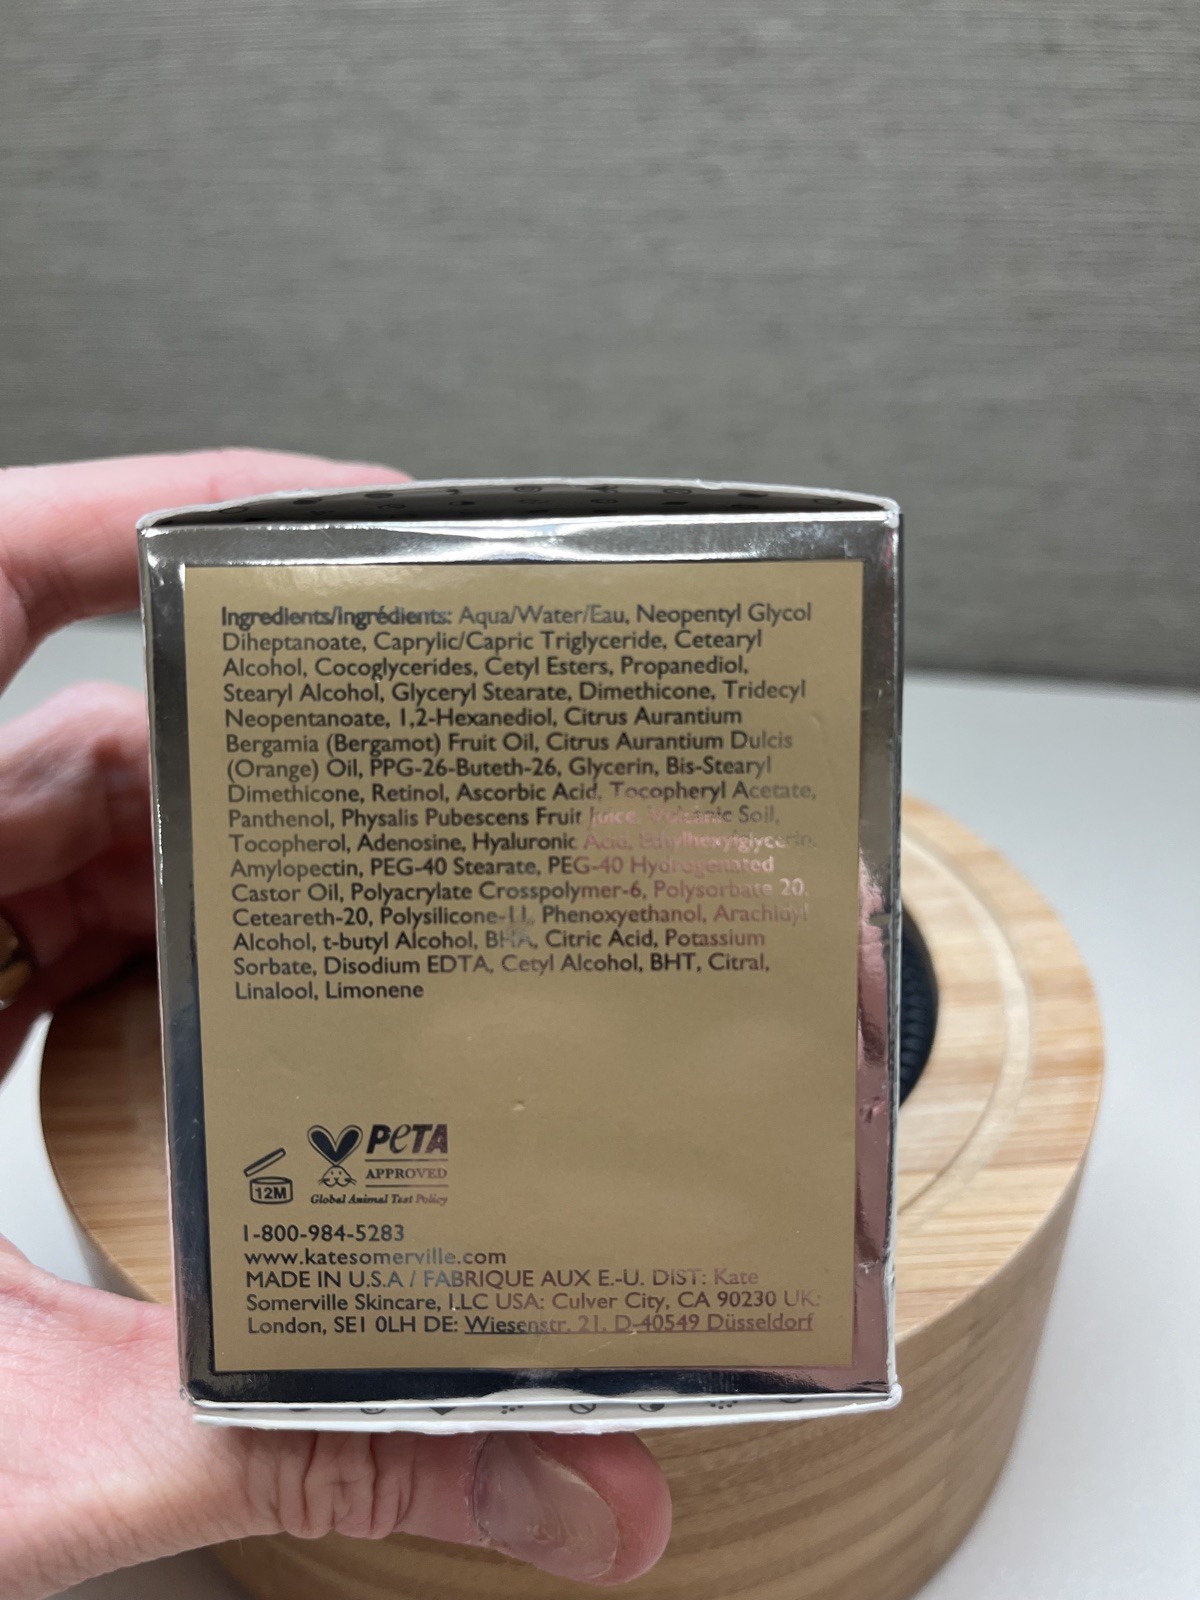 Ingredients/Ingrédients: Aqua/Water/Eau, Neopentyl Glycol
Diheptanoate, Caprylic/Capric Triglyceride, Cetearyl
Alcohol, Cocoglycerides, Cetyl Esters, Propanediol,
Stearyl Alcohol, Glyceryl Stearate, Dimethicone, Tridecyl
Neopentanoate, 1,2-Hexanediol, Citrus Aurantium
Bergamia (Bergamot) Fruit Oil, Citrus Aurantium Dulcis
(Orange) Oil, PPG-26-Buteth-26, Glycerin, Bis-Stearyl
Dimethicone, Retinol, Ascorbic Acid, Tocopheryl Acetate,
Panthenol, Physalis Pubescens Fruit Juice, Volcanic Soil,
Tocopherol, Adenosine, Hyaluronic Acid, Ethylhexylglycerin,
Amylopectin, PEG-40 Stearate, PEG-40 Hydrogenated
Castor Oil, Polyacrylate Crosspolymer-6, Polysorbate 20,
Ceteareth-20, Polysilicone-11, Phenoxyethanol, Arachidyl
Alcohol, t-butyl Alcohol, BHA, Citric Acid, Potassium
Sorbate, Disodium EDTA, Cetyl Alcohol, BHT, Citral,
Linalool, Limonene
PETA
APPROVED
Global Animal Test Policy
12M
1-800-984-5283
www.katesomerville.com
MADE IN U.S.A / FABRIQUE AUX E.-U. DIST: Kate
Somerville Skincare, LLC USA: Culver City, CA 90230 UK:
London, SE1 0LH DE: Wiesenstr. 21, D-40549 Düsseldorf